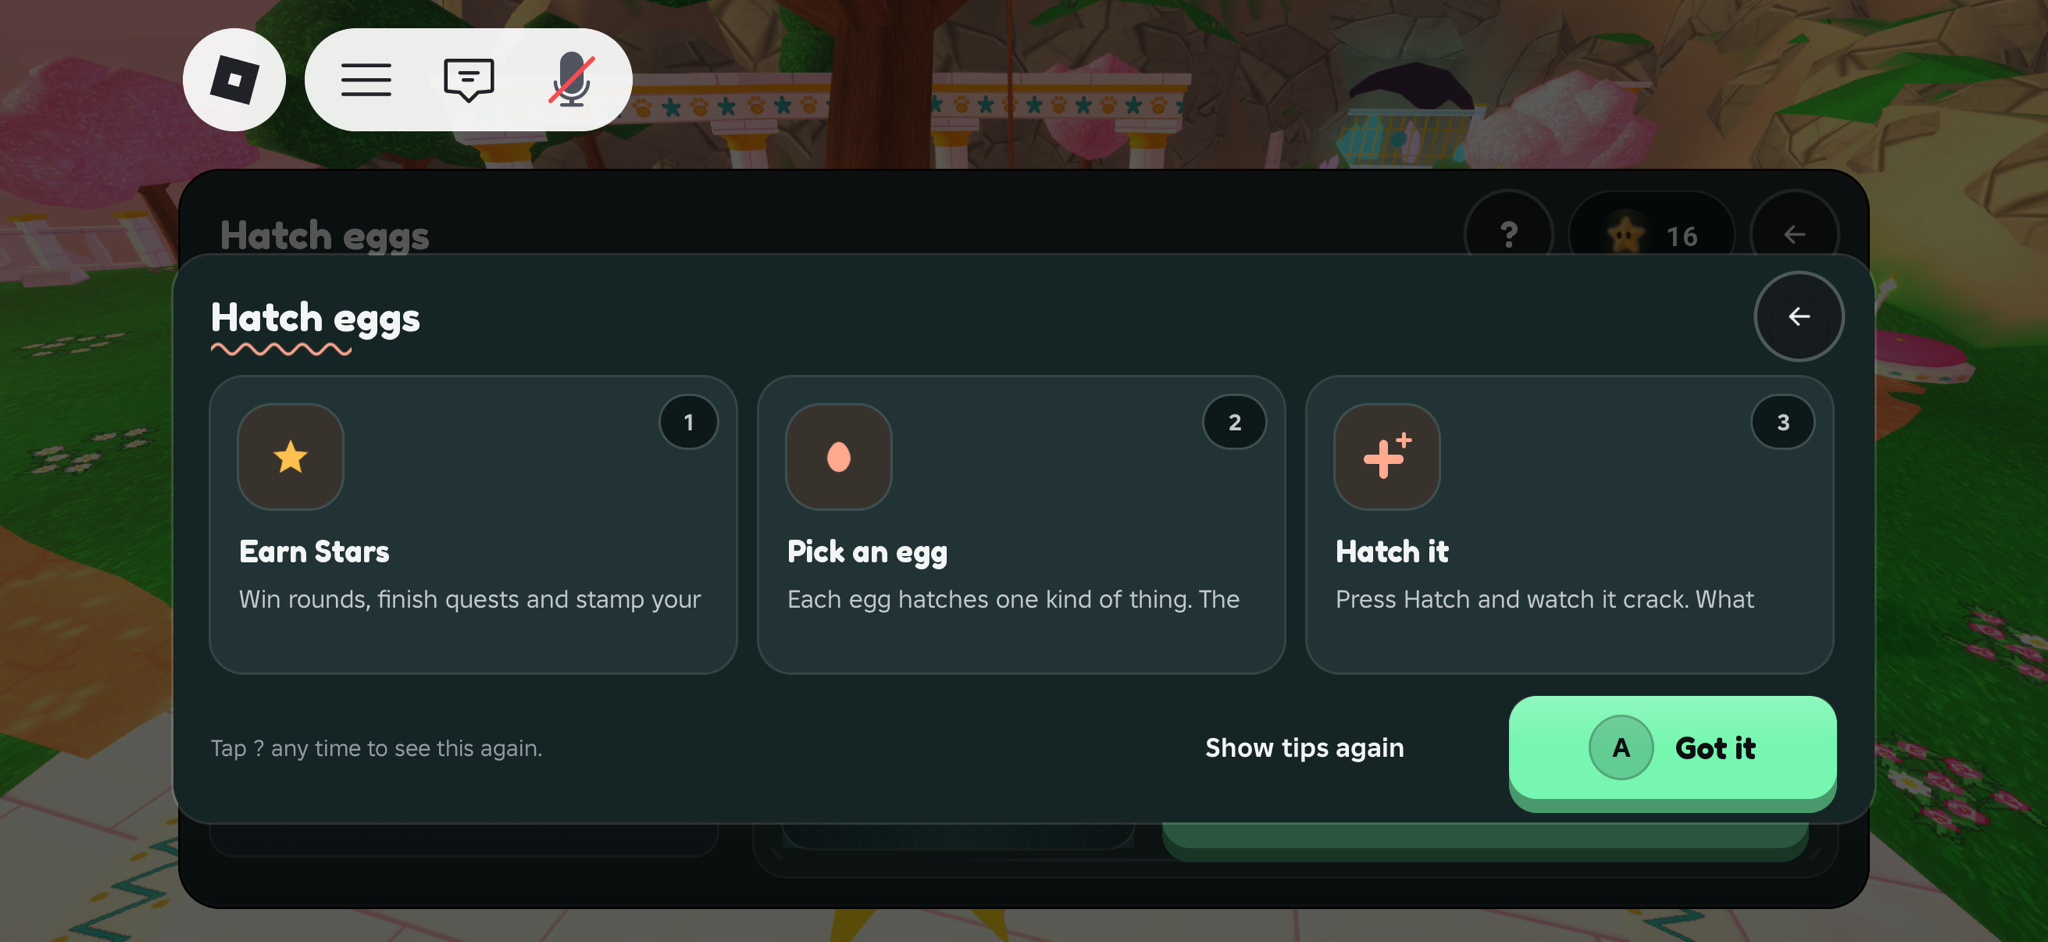 Hatch eggs
?
16
Hatch eggs
1
2
3
Earn Stars
Win rounds, finish quests and stamp your
Pick an egg
Each egg hatches one kind of thing. The
Hatch it
Press Hatch and watch it crack. What
Tap ? any time to see this again.
Show tips again
A Got it